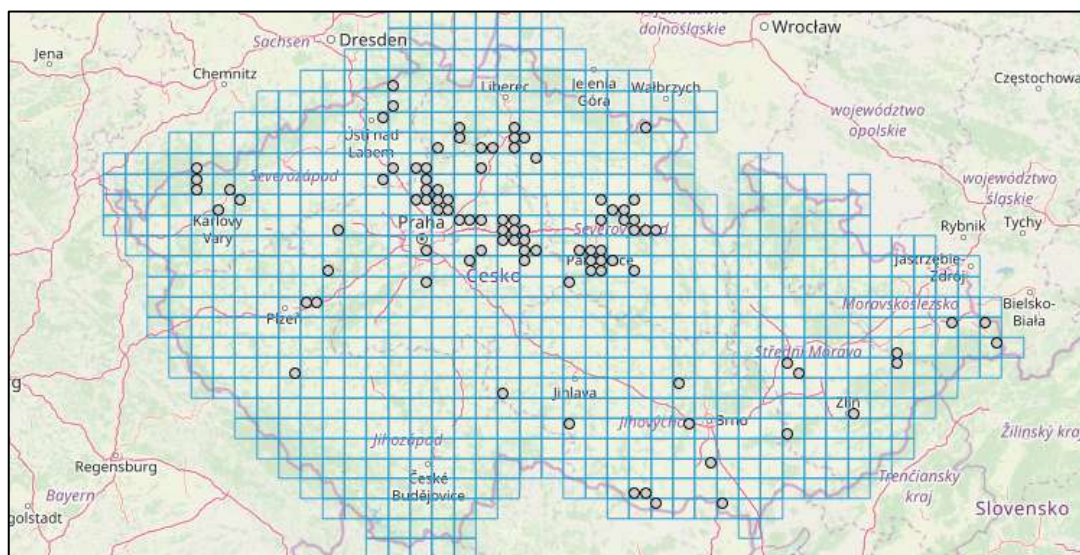 Jena
Sachsen
Dresden
Chemnitz
województwo
dolnośląskie
Wrocław
Częstochowa
Liberec
Jelenia
Góra
Wałbrzych
województwo
opolskie
Ústí nad
Labem
Severozápad
Karlovy
Vary
Praha
Severovýchod
Česko
województwo
śląskie
Rybnik
Tychy
Jastrzębie-
Zdrój
Moravskoslezsko
Bielsko-
Biała
Plzeň
Střední Morava
Jihlava
Zlín
Jihovýchod
Brno
Jihozápad
Žilinský kraj
Regensburg
České
Budějovice
Trenčiansky
kraj
Bayern
golstadt
Slovensko